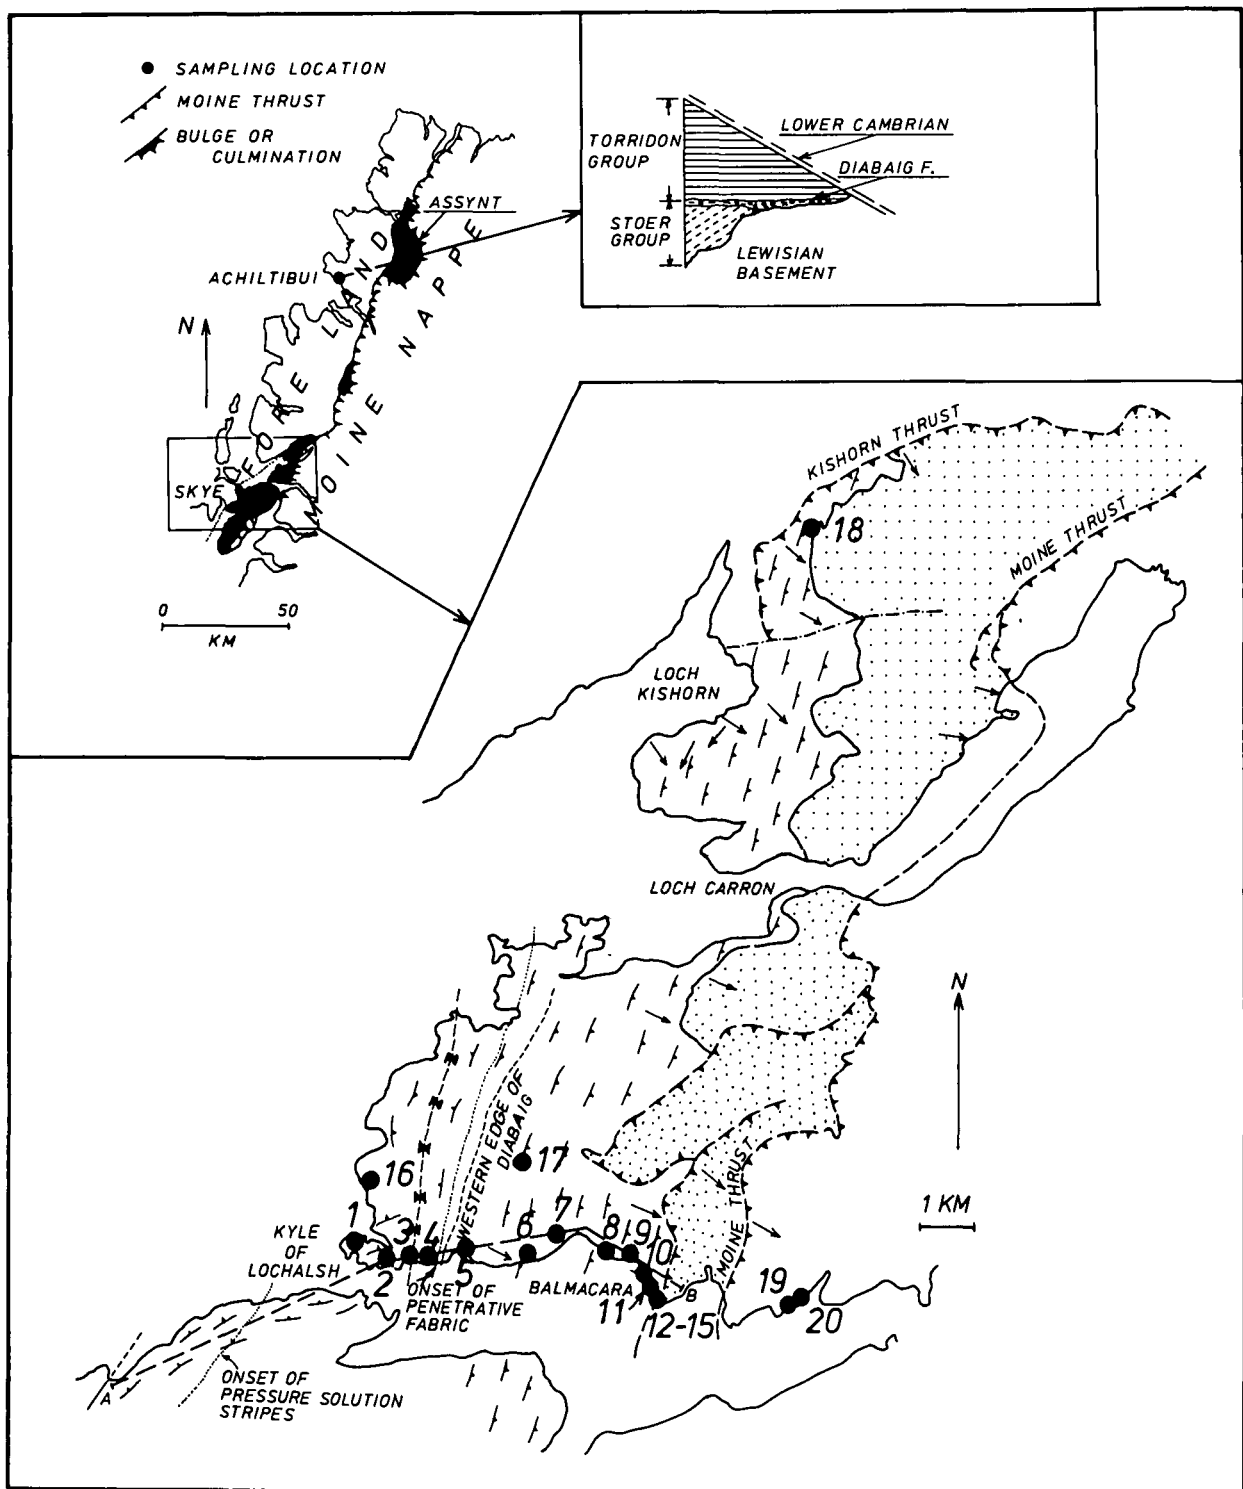 SAMPLING LOCATION
MOINE THRUST
BULGE OR
CULMINATION
ASSYNT
ACHILTIBUI
N
FORE LAND
MOINE NAPPE
SKYE
0 50
KM
TORRIDON
GROUP
LOWER CAMBRIAN
DIABAIG F.
STOER
GROUP
LEWISIAN
BASEMENT
KISHORN THRUST
18
MOINE THRUST
LOCH
KISHORN
LOCH CARRON
N
WESTERN EDGE OF
DIABAIG
17
16
MOINE THRUST
1 KM
1
3
4
6
7
8
9
10
KYLE
OF
LOCHALSH
2
5
BALMACARA
B
19
ONSET OF
PENETRATIVE
FABRIC
11
12-15
20
A
ONSET OF
PRESSURE SOLUTION
STRIPES